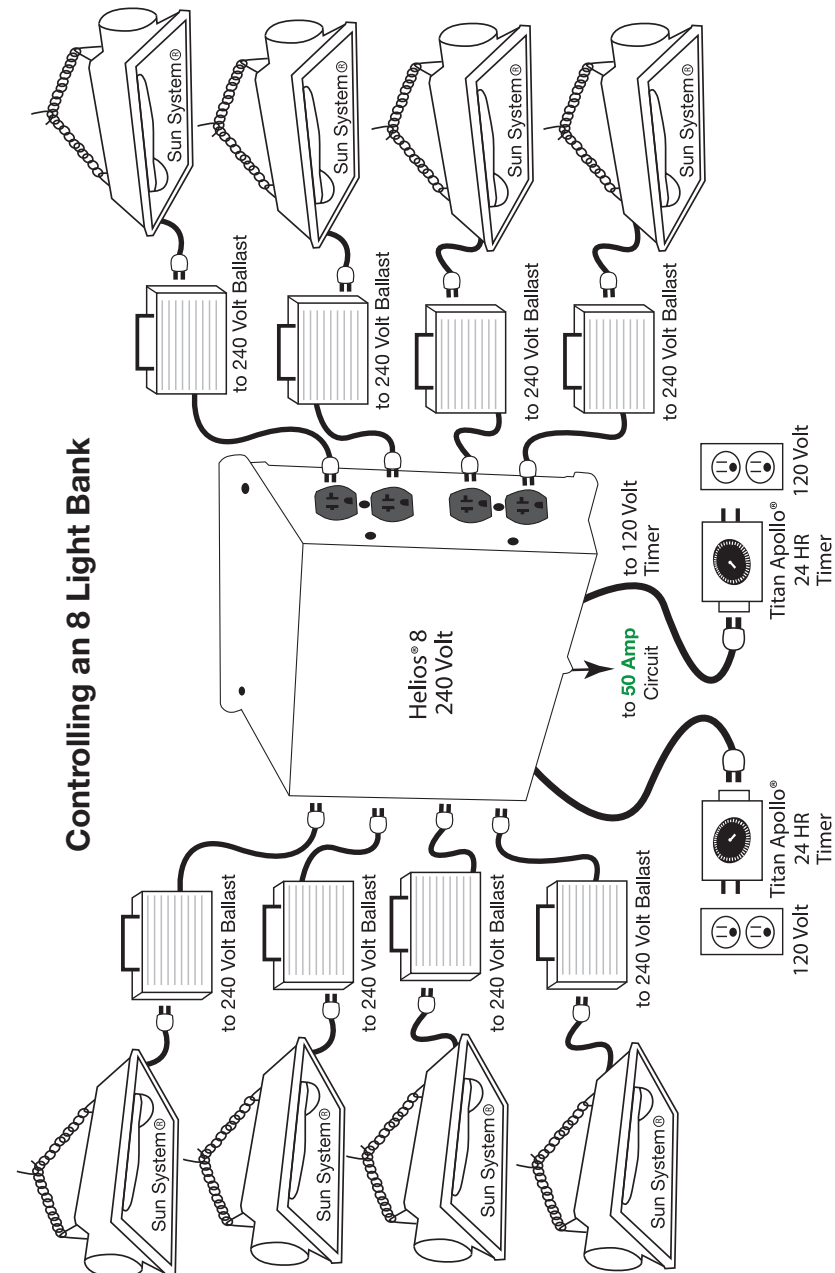 Controlling an 8 Light Bank
Sun System®
Sun System®
Sun System®
Sun System®
to 240 Volt Ballast
to 240 Volt Ballast
to 240 Volt Ballast
to 240 Volt Ballast
Helios® 8
240 Volt
to 50 Amp
Circuit
to 120 Volt
Timer
to 240 Volt Ballast
to 240 Volt Ballast
to 240 Volt Ballast
to 240 Volt Ballast
Sun System®
Sun System®
Sun System®
Sun System®
120 Volt
Titan Apollo®
24 HR
Timer
Titan Apollo®
24 HR
Timer
120 Volt